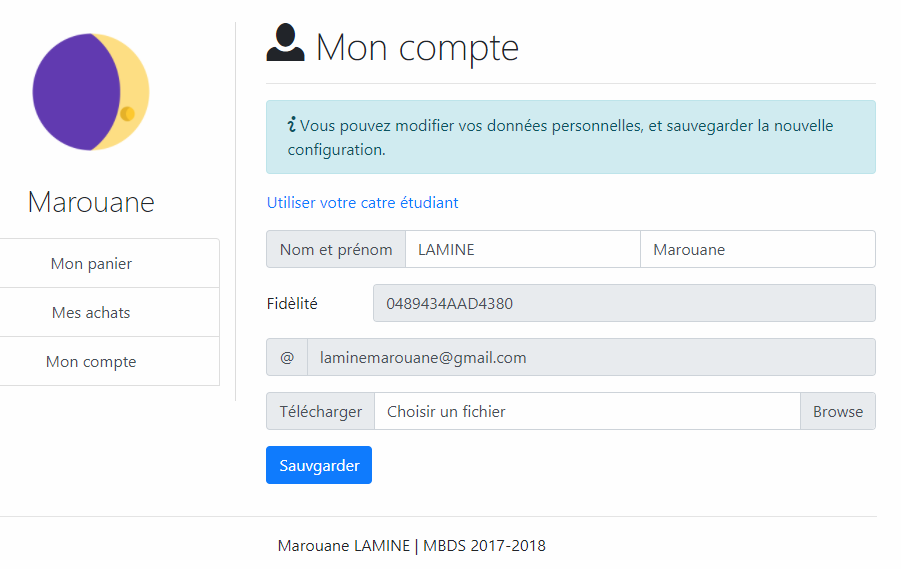 Marouane
Mon panier
Mes achats
Mon compte
Mon compte
Vous pouvez modifier vos données personnelles, et sauvegarder la nouvelle
configuration.
Utiliser votre catre étudiant
Nom et prénom LAMINE Marouane
Fidèlité 0489434AAD4380
@ laminemarouane@gmail.com
Télécharger Choisir un fichier Browse
Sauvgarder
Marouane LAMINE | MBDS 2017-2018